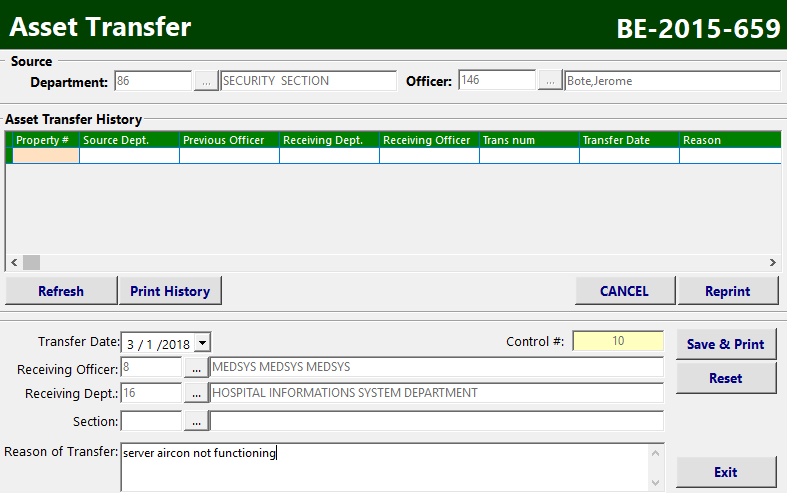 Asset Transfer BE-2015-659
Source
Department: 86 ... SECURITY SECTION Officer: 146 ... Bote,Jerome
Asset Transfer History
Property # Source Dept. Previous Officer Receiving Dept. Receiving Officer Trans num Transfer Date Reason
Refresh Print History CANCEL Reprint
Transfer Date: 3 / 1 /2018 Control #: 10 Save & Print
Receiving Officer: 8 ... MEDSYS MEDSYS MEDSYS
Reset
Receiving Dept.: 16 ... HOSPITAL INFORMATIONS SYSTEM DEPARTMENT
Section: ...
Reason of Transfer: server aircon not functioning
Exit